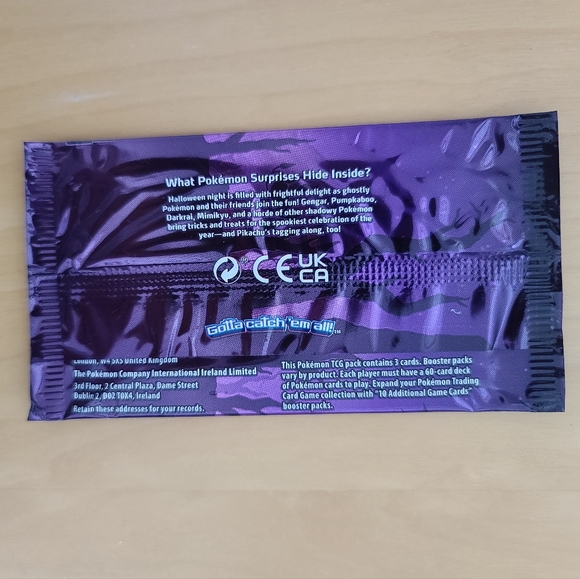 What Pokémon Surprises Hide Inside?
Halloween night is filled with frightful delight as ghostly
Pokémon and their friends join the fun! Gengar, Pumpkaboo,
Darkrai, Mimikyu, and a horde of other shadowy Pokémon
bring tricks and treats for the spookiest celebration of the
year—and Pikachu's tagging along, too!
CE UK
CA
Gotta catch 'em all!™
London, W4 5XS United Kingdom
The Pokémon Company International Ireland Limited
3rd Floor, 2 Central Plaza, Dame Street
Dublin 2, D02 T0X4, Ireland
Retain these addresses for your records.
This Pokémon TCG pack contains 3 cards. Booster packs
vary by product. Each player must have a 60-card deck
of Pokémon cards to play. Expand your Pokémon Trading
Card Game collection with "10 Additional Game Cards"
booster packs.